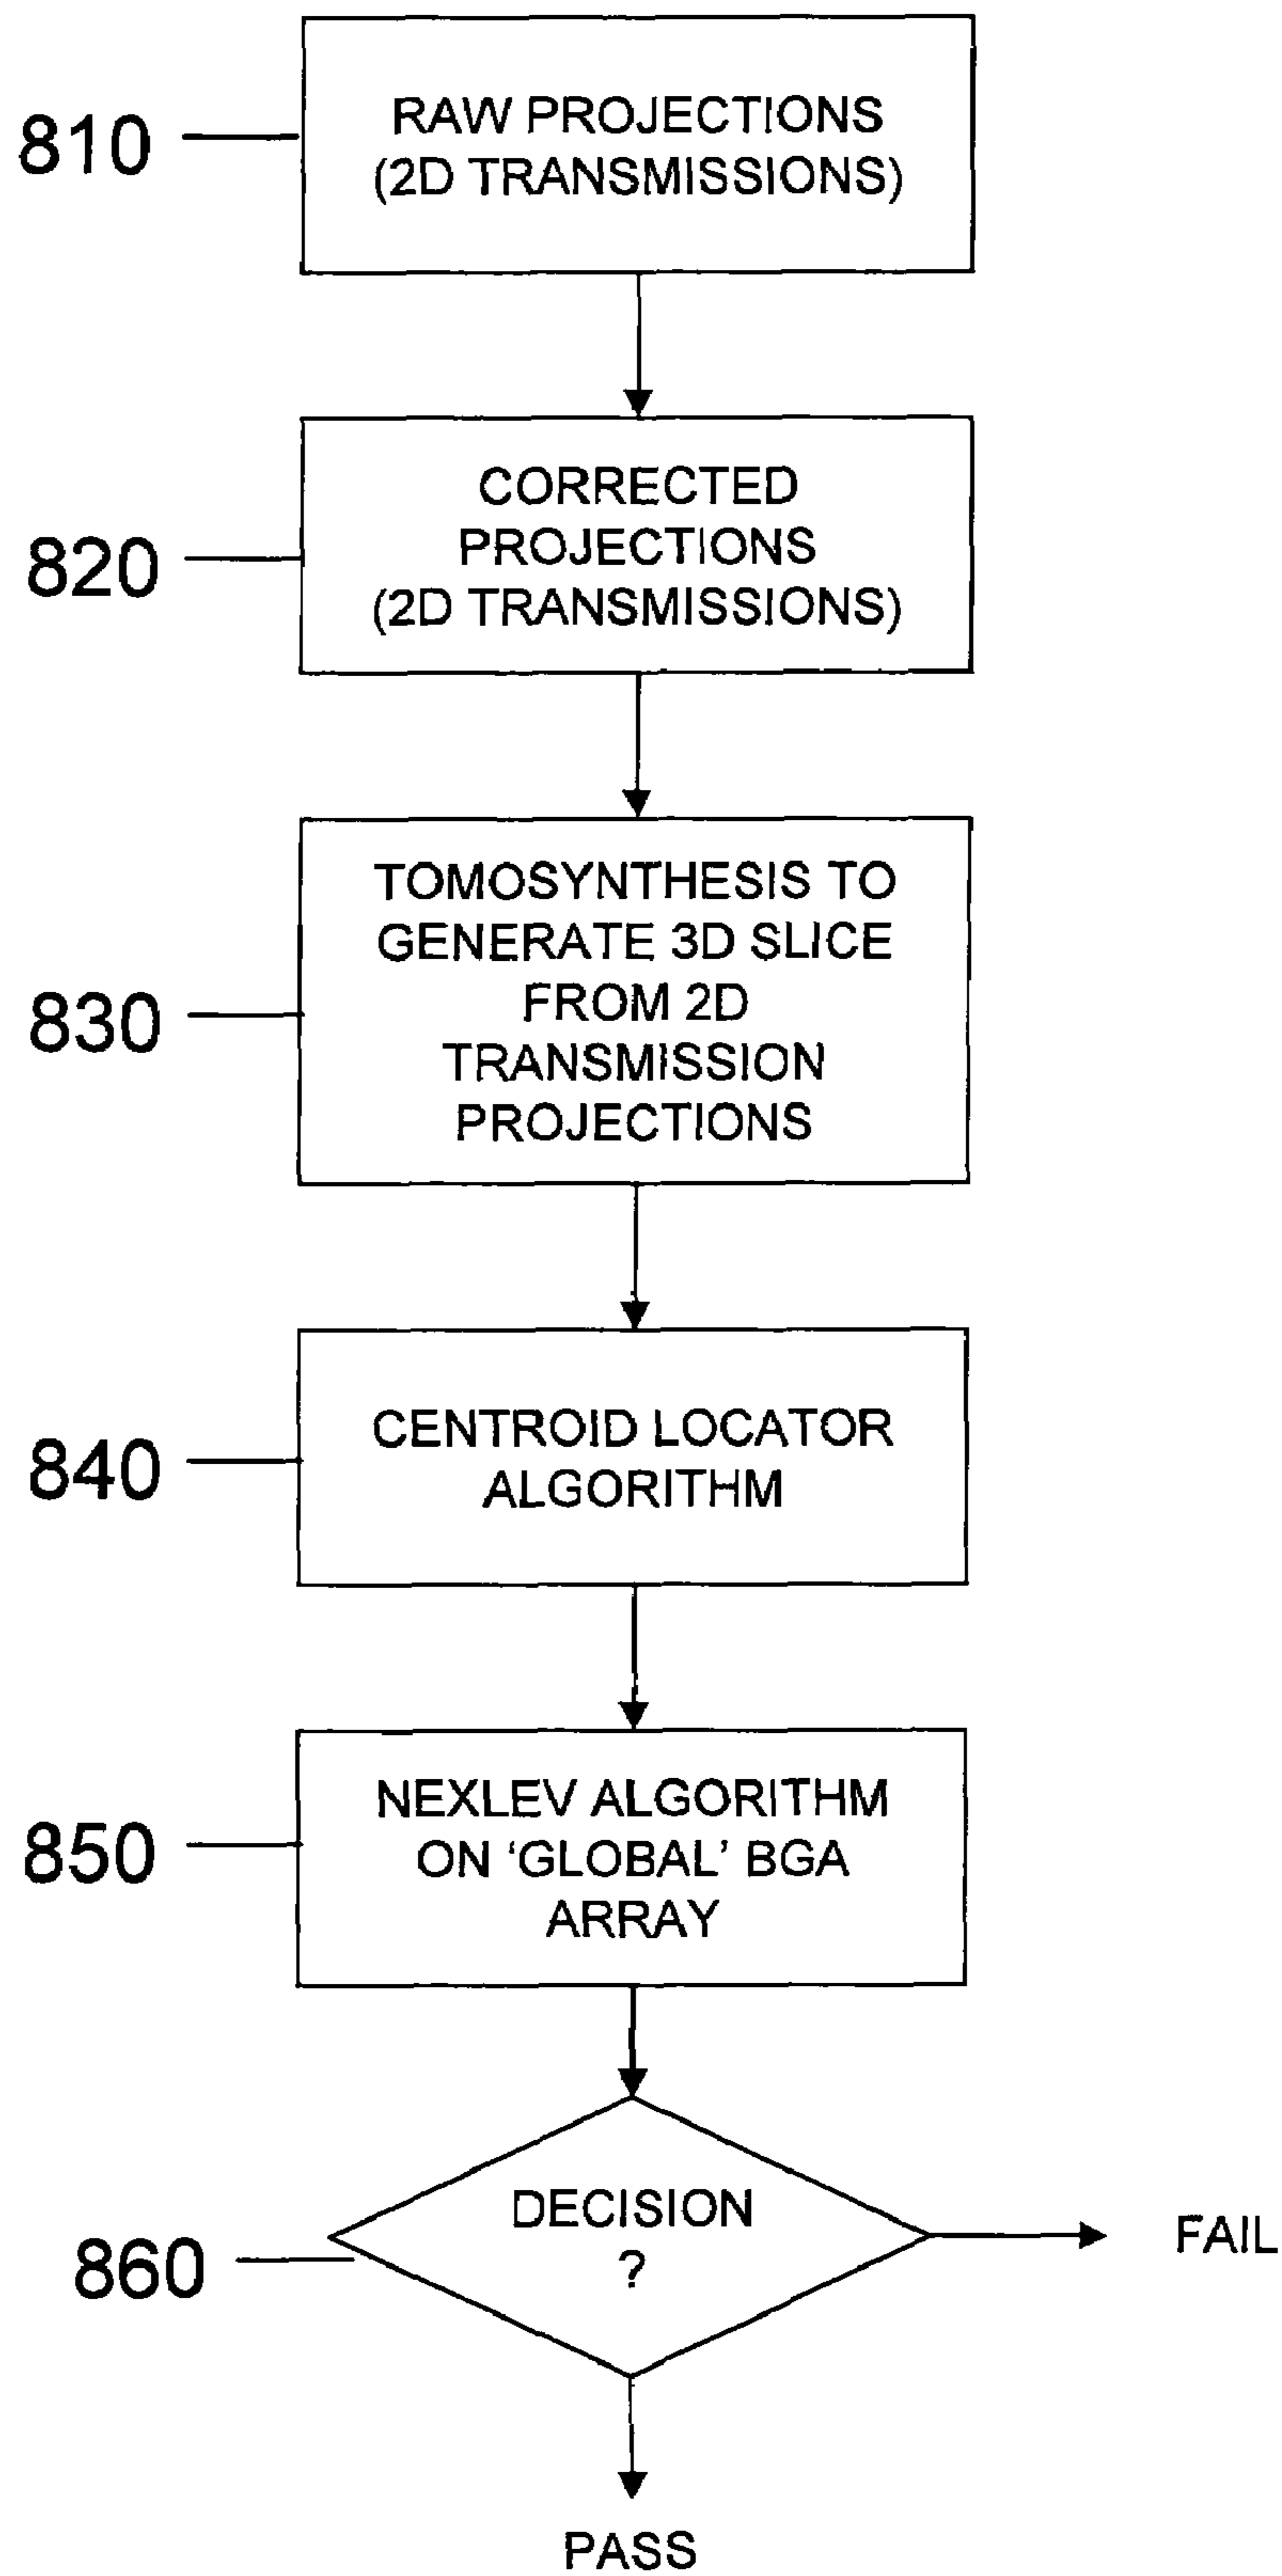 810
RAW PROJECTIONS
(2D TRANSMISSIONS)
820
CORRECTED
PROJECTIONS
(2D TRANSMISSIONS)
830
TOMOSYNTHESIS TO
GENERATE 3D SLICE
FROM 2D
TRANSMISSION
PROJECTIONS
840
CENTROID LOCATOR
ALGORITHM
850
NEXLEV ALGORITHM
ON ‘GLOBAL’ BGA
ARRAY
860
DECISION
?
FAIL
PASS